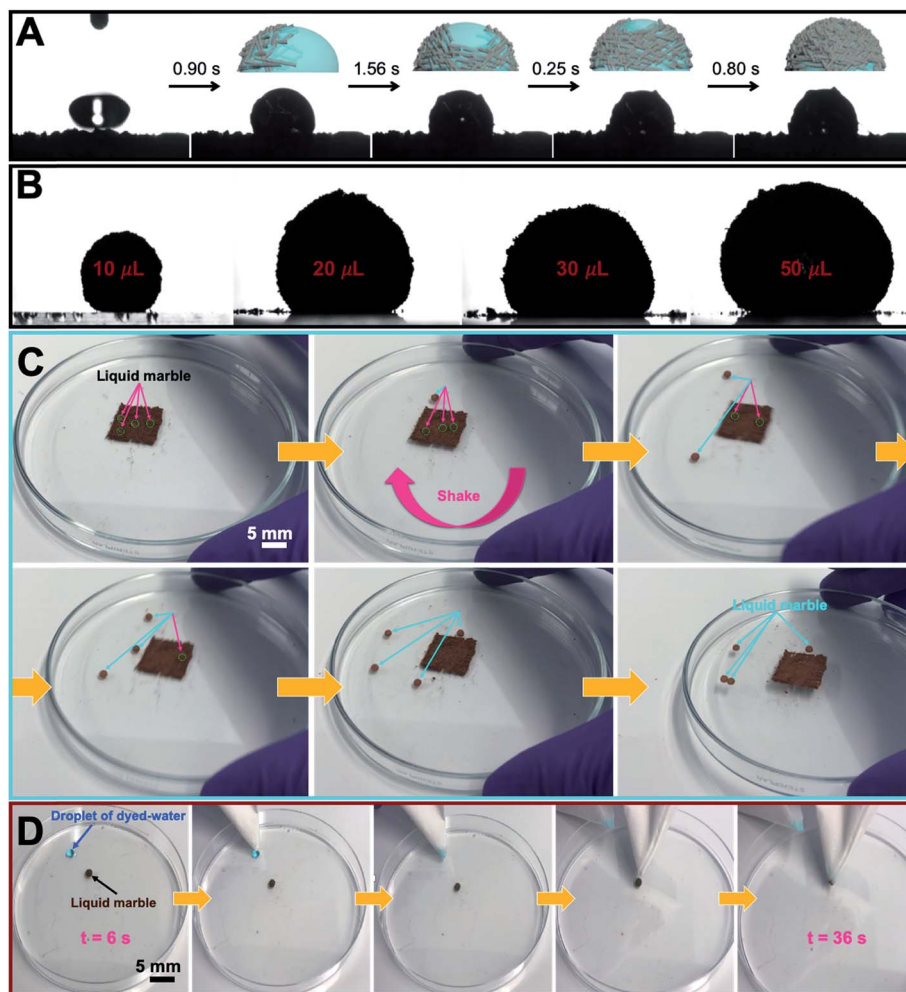 A
0.90 s
1.56 s
0.25 s
0.80 s
B
10 μL
20 μL
30 μL
50 μL
C
Liquid marble
Shake
5 mm
Liquid marble
D
Droplet of dyed-water
Liquid marble
t = 6 s
t = 36 s
5 mm